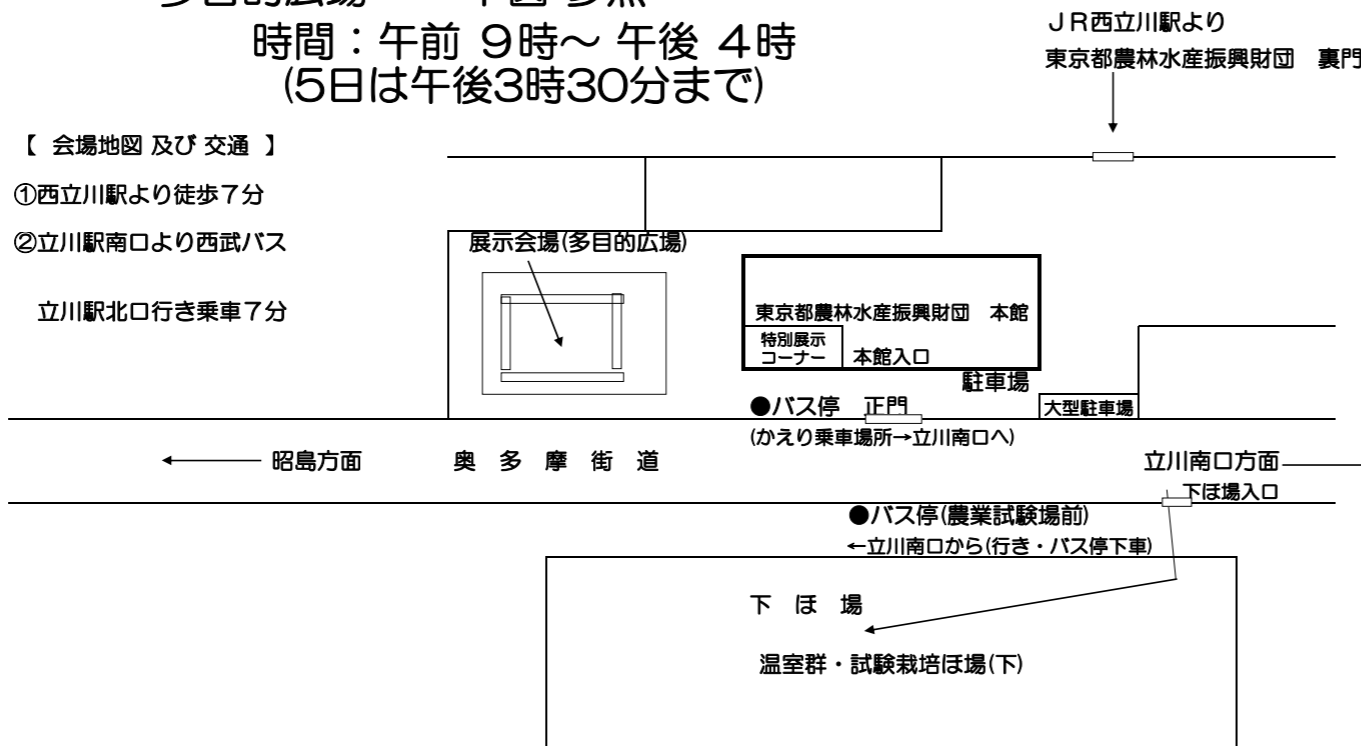 時間：午前 ９時～ 午後 ４時
(5日は午後3時30分まで)
ＪＲ西立川駅より
東京都農林水産振興財団　裏門
【 会場地図 及び 交通 】
①西立川駅より徒歩７分
②立川駅南口より西武バス
立川駅北口行き乗車７分
展示会場(多目的広場)
東京都農林水産振興財団　本館
特別展示
コーナー
本館入口
駐車場
大型駐車場
●バス停　正門
(かえり乗車場所→立川南口へ)
昭島方面
奥 多 摩 街 道
立川南口方面
下ほ場入口
●バス停(農業試験場前)
←立川南口から(行き・バス停下車)
下 ほ 場
温室群・試験栽培ほ場(下)